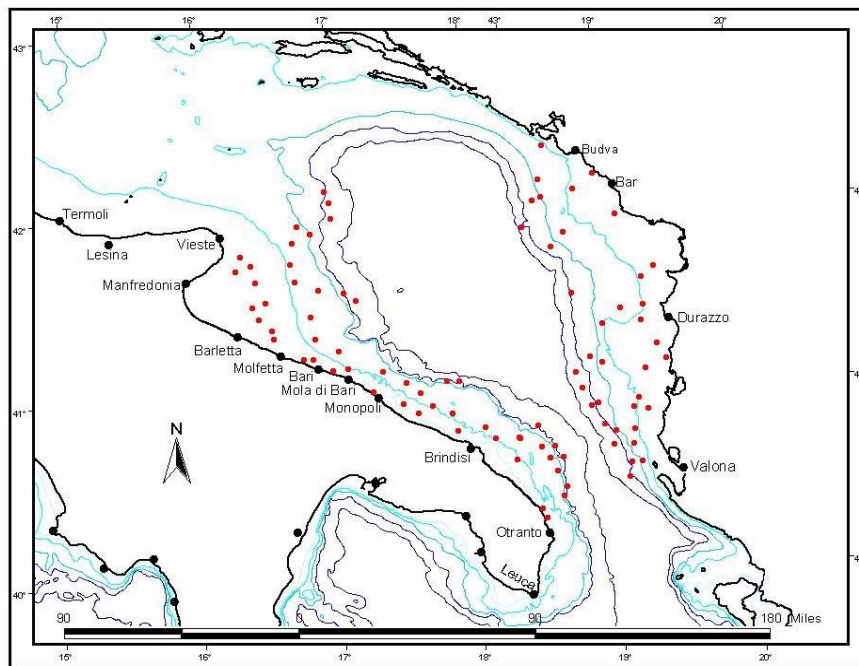 15° 16° 17° 18° 43° 19° 20°
43°
Budva
Bar
42°
Termoli
Lesina
Vieste
Manfredonia
Durazzo
Barletta
Molfetta
Bari
Mola di Bari
Monopoli
41°
N
Brindisi
Valona
Otranto
Leuca
40°
90 0 90 180 Miles
15° 16° 17° 18° 19° 20°